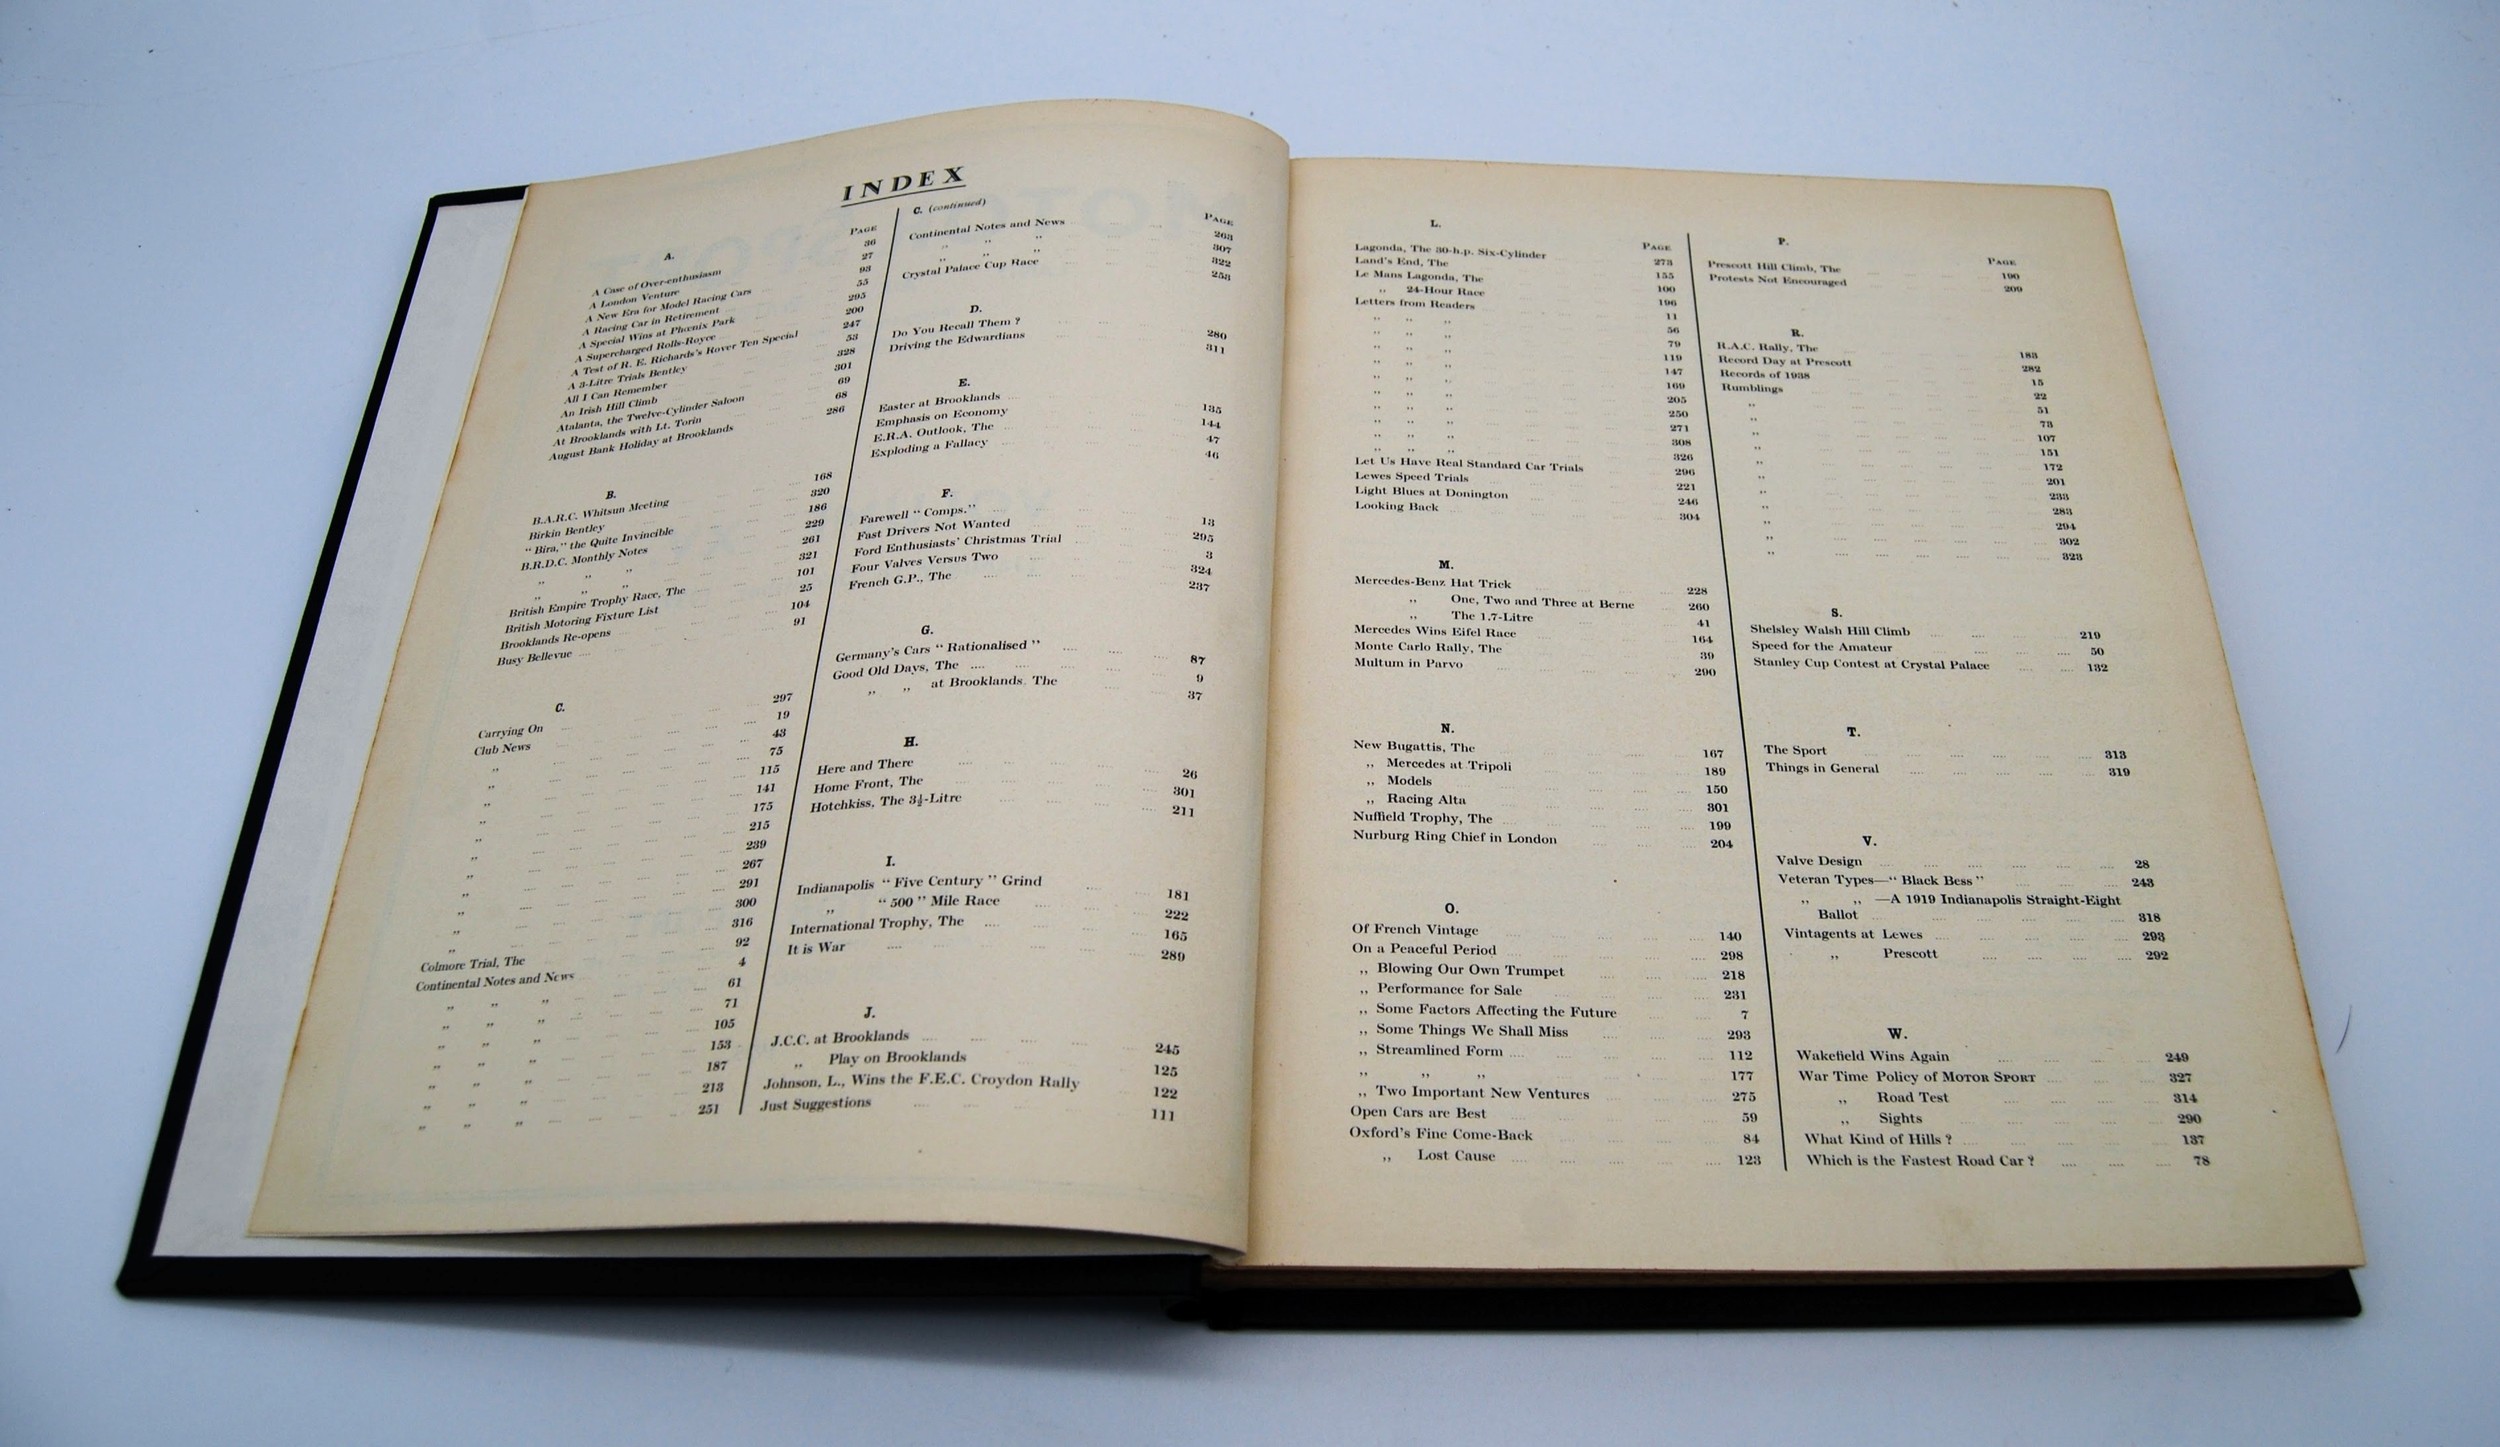 INDEX
A.
PAGE
A Case of Over-enthusiasm 36
A London Venture 27
A New Era for Model Racing Cars 93
A Racing Car in Retirement 55
A Special Wins at Phœnix Park 295
A Supercharged Rolls-Royce 200
A Test of R. E. Richards's Rover Ten Special 247
A 3-Litre Trials Bentley 53
All I Can Remember 328
An Irish Hill Climb 301
Atalanta, the Twelve-Cylinder Saloon 69
At Brooklands with Lt. Torin 68
August Bank Holiday at Brooklands 286
B.
B.A.R.C. Whitsun Meeting 168
Birkin Bentley 320
"Bira," the Quite Invincible 186
B.R.D.C. Monthly Notes 229
,, ,, ,, 261
,, ,, ,, 321
British Empire Trophy Race, The 101
British Motoring Fixture List 25
Brooklands Re-opens 104
Busy Bellevue 91
C.
Carrying On 297
Club News 19
,, 43
,, 75
,, 115
,, 141
,, 175
,, 215
,, 239
,, 267
,, 291
,, 300
,, 316
Colmore Trial, The 92
Continental Notes and News 4
,, ,, ,, 61
,, ,, ,, 71
,, ,, ,, 105
,, ,, ,, 153
,, ,, ,, 187
,, ,, ,, 213
,, ,, ,, 251
C. (continued)
PAGE
Continental Notes and News 263
,, ,, ,, 307
,, ,, ,, 322
Crystal Palace Cup Race 253
D.
Do You Recall Them ? 280
Driving the Edwardians 311
E.
Easter at Brooklands 135
Emphasis on Economy 144
E.R.A. Outlook, The 47
Exploding a Fallacy 46
F.
Farewell "Comps." 13
Fast Drivers Not Wanted 295
Ford Enthusiasts' Christmas Trial 3
Four Valves Versus Two 324
French G.P., The 237
G.
Germany's Cars "Rationalised" 87
Good Old Days, The 9
,, ,, at Brooklands, The 37
H.
Here and There 26
Home Front, The 301
Hotchkiss, The 3½-Litre 211
I.
Indianapolis "Five Century" Grind 181
,, "500" Mile Race 222
International Trophy, The 165
It is War 289
J.
J.C.C. at Brooklands 245
,, Play on Brooklands 125
Johnson, L., Wins the F.E.C. Croydon Rally 122
Just Suggestions 111
L.
PAGE
Lagonda, The 30-h.p. Six-Cylinder 273
Land's End, The 155
Le Mans Lagonda, The 100
,, 24-Hour Race 196
Letters from Readers 11
,, ,, ,, 56
,, ,, ,, 79
,, ,, ,, 119
,, ,, ,, 147
,, ,, ,, 169
,, ,, ,, 205
,, ,, ,, 250
,, ,, ,, 271
,, ,, ,, 308
,, ,, ,, 326
Let Us Have Real Standard Car Trials 296
Lewes Speed Trials 221
Light Blues at Donington 246
Looking Back 304
M.
Mercedes-Benz Hat Trick 228
,, One, Two and Three at Berne 260
,, The 1.7-Litre 41
Mercedes Wins Eifel Race 164
Monte Carlo Rally, The 39
Multum in Parvo 290
N.
New Bugattis, The 167
,, Mercedes at Tripoli 189
,, Models 150
,, Racing Alta 301
Nuffield Trophy, The 199
Nurburg Ring Chief in London 204
O.
Of French Vintage 140
On a Peaceful Period 298
,, Blowing Our Own Trumpet 218
,, Performance for Sale 231
,, Some Factors Affecting the Future 7
,, Some Things We Shall Miss 293
,, Streamlined Form 112
,, ,, ,, 177
,, Two Important New Ventures 275
Open Cars are Best 59
Oxford's Fine Come-Back 84
,, Lost Cause 123
P.
PAGE
Prescott Hill Climb, The 190
Protests Not Encouraged 209
R.
R.A.C. Rally, The 183
Record Day at Prescott 282
Records of 1938 15
Rumblings 22
,, 51
,, 73
,, 107
,, 151
,, 172
,, 201
,, 233
,, 283
,, 294
,, 302
,, 323
S.
Shelsley Walsh Hill Climb 219
Speed for the Amateur 50
Stanley Cup Contest at Crystal Palace 132
T.
The Sport 313
Things in General 319
V.
Valve Design 28
Veteran Types—"Black Bess" 243
,, ,, —A 1919 Indianapolis Straight-Eight
Ballot 318
Vintagents at Lewes 293
,, Prescott 292
W.
Wakefield Wins Again 249
War Time Policy of MOTOR SPORT 327
,, Road Test 314
,, Sights 290
What Kind of Hills ? 137
Which is the Fastest Road Car ? 78